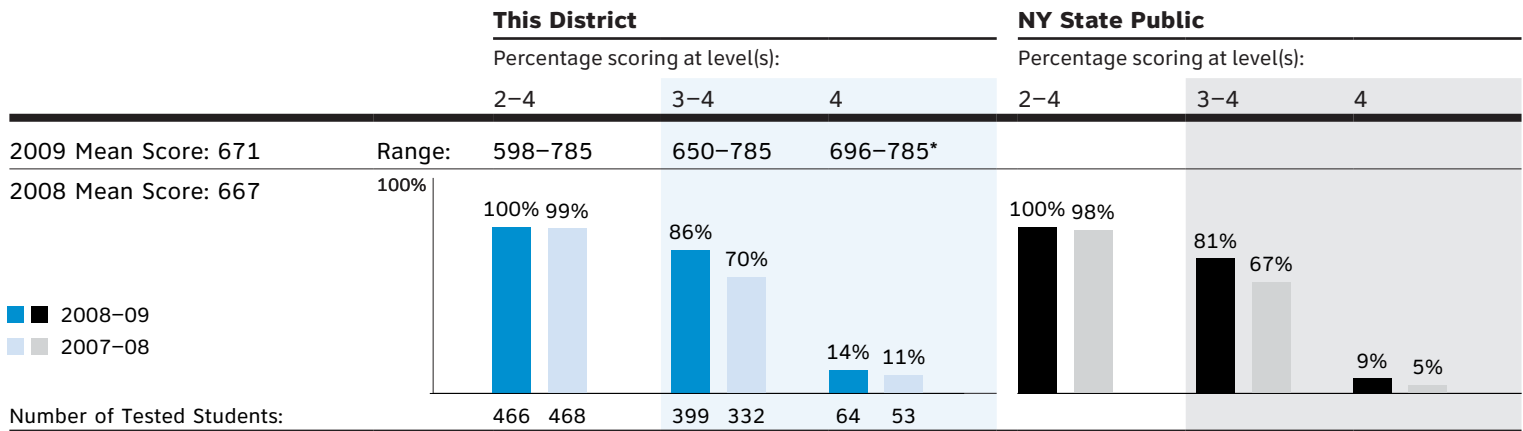 This District NY State Public
Percentage scoring at level(s): Percentage scoring at level(s):
2–4 3–4 4 2–4 3–4 4
2009 Mean Score: 671 Range: 598–785 650–785 696–785*
2008 Mean Score: 667 100%
100% 99% 86% 70% 14% 11% 100% 98% 81% 67% 9% 5%
2008–09
2007–08
Number of Tested Students: 466 468 399 332 64 53